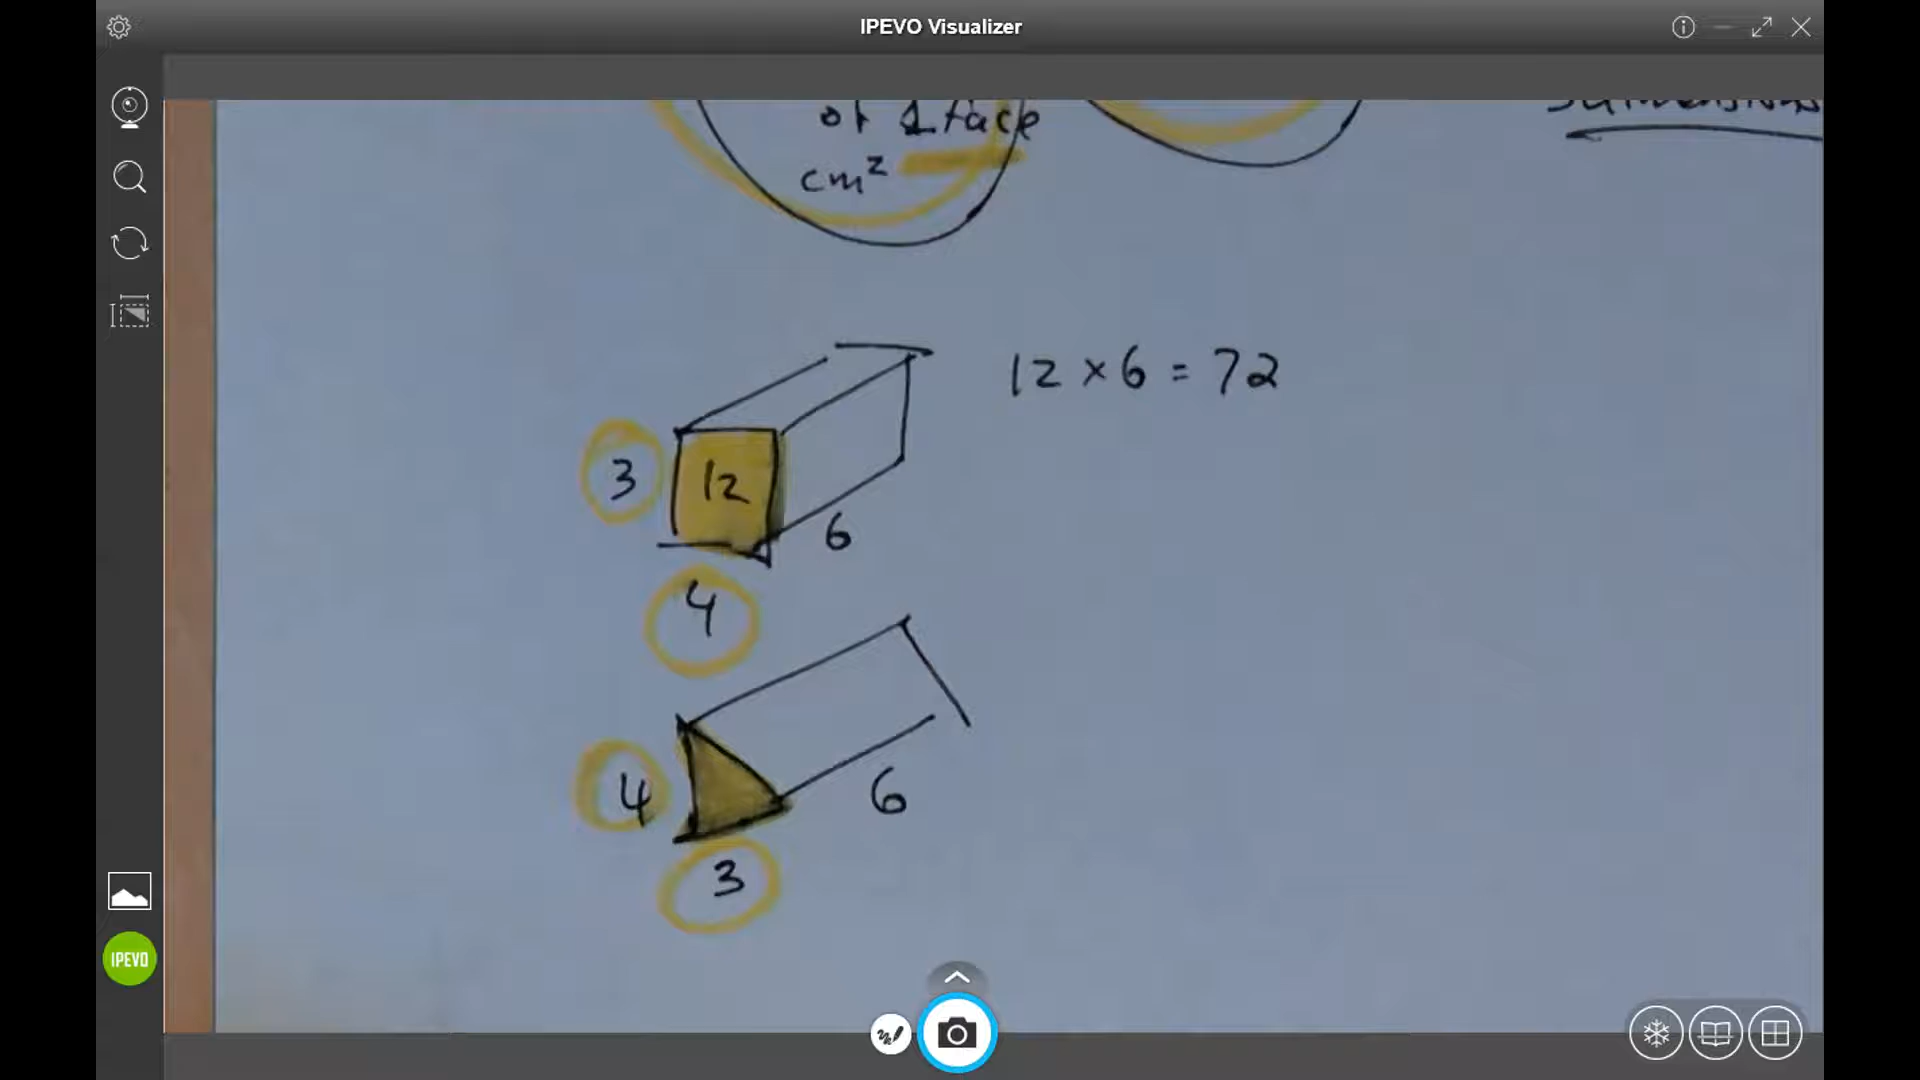 IPEVO Visualizer
of 1 face
cm²
12 × 6 = 72
3
12
6
4
4
6
3
IPEVO